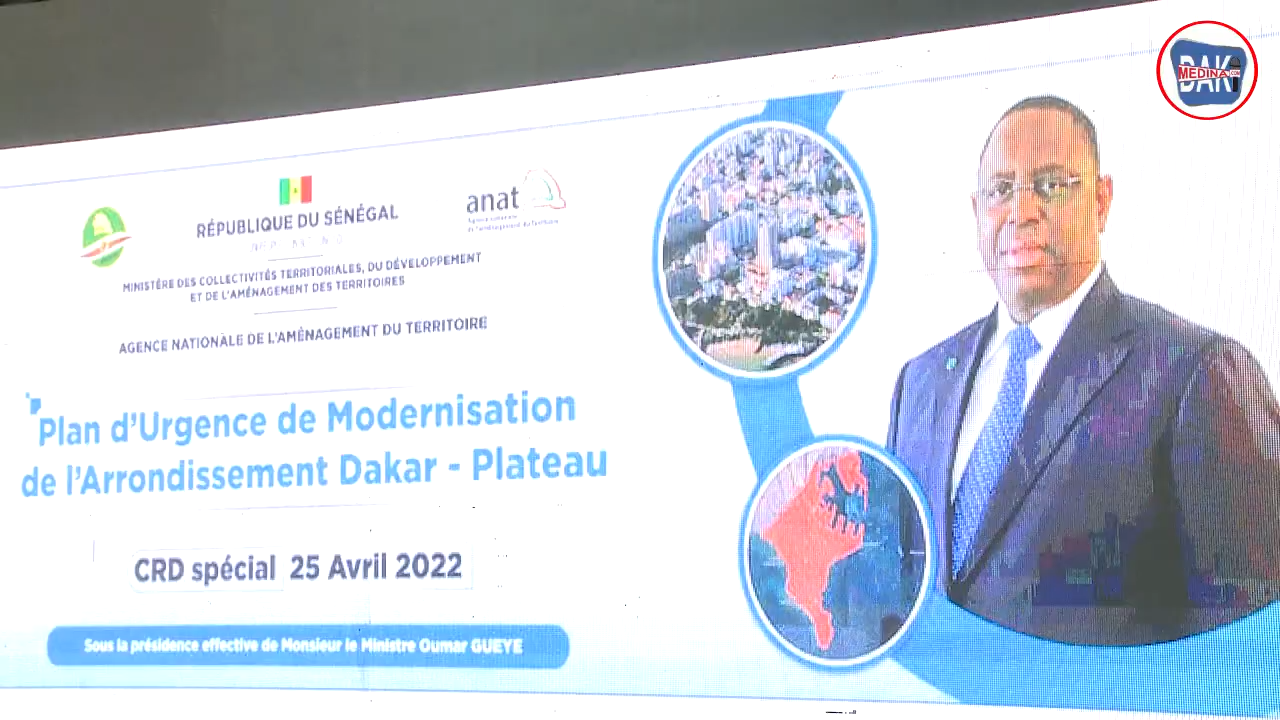 DAK
MEDINA.COM
anat
RÉPUBLIQUE DU SÉNÉGAL
MINISTÈRE DES COLLECTIVITÉS TERRITORIALES, DU DÉVELOPPEMENT
ET DE L'AMÉNAGEMENT DES TERRITOIRES
AGENCE NATIONALE DE L'AMÉNAGEMENT DU TERRITOIRE
Plan d'Urgence de Modernisation
de l'Arrondissement Dakar - Plateau
CRD spécial 25 Avril 2022
Sous la présidence effective de Monsieur le Ministre Oumar GUEYE